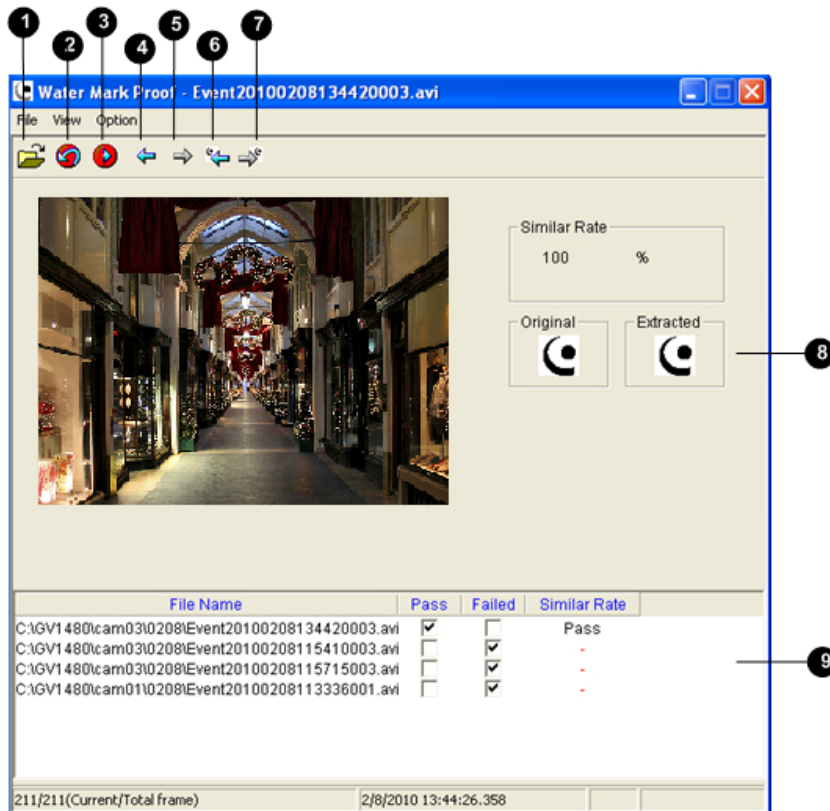 1
2
3
4
5
6
7
Water Mark Proof - Event20100208134420003.avi
File View Option
Similar Rate
100 %
Original Extracted
8
File Name Pass Failed Similar Rate
C:\GV1480\cam03\0208\Event20100208134420003.avi Pass
C:\GV1480\cam03\0208\Event20100208115410003.avi -
C:\GV1480\cam03\0208\Event20100208115715003.avi -
C:\GV1480\cam01\0208\Event20100208113336001.avi -
9
211/211(Current/Total frame) 2/8/2010 13:44:26.358